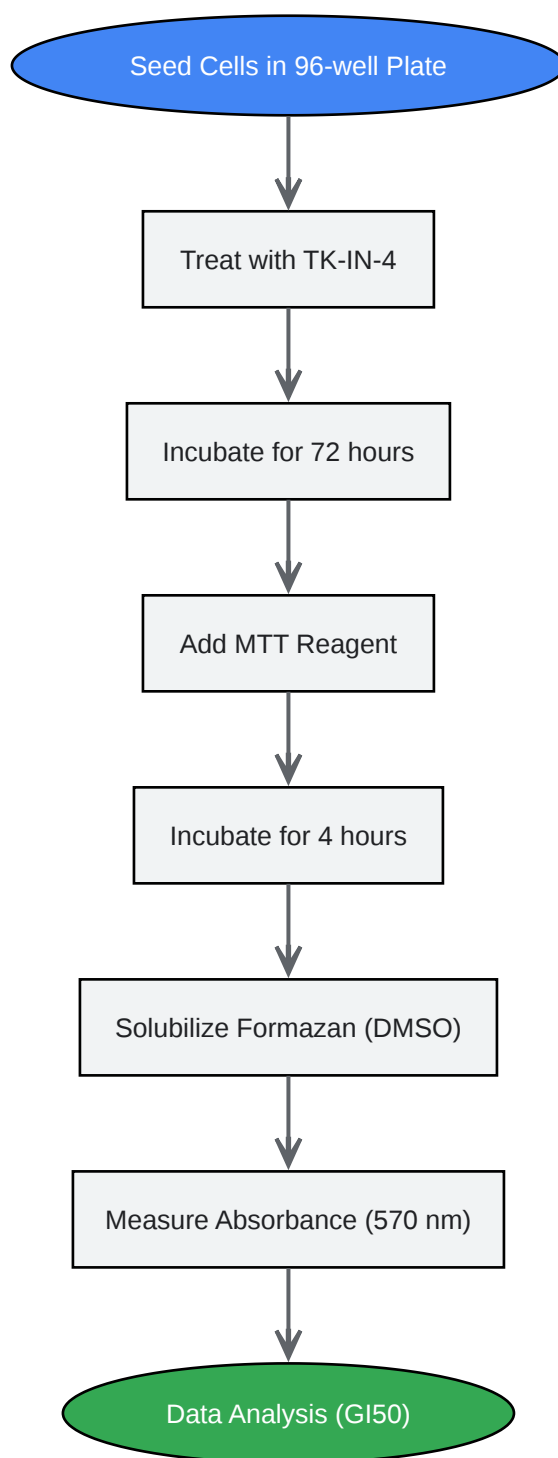 Seed Cells in 96-well Plate
Treat with TK-IN-4
Incubate for 72 hours
Add MTT Reagent
Incubate for 4 hours
Solubilize Formazan (DMSO)
Measure Absorbance (570 nm)
Data Analysis (GI50)